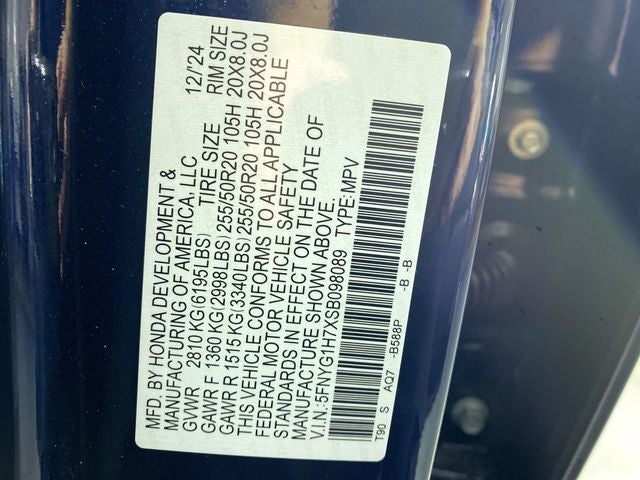 MFD. BY HONDA DEVELOPMENT &
MANUFACTURING OF AMERICA, LLC 12/'24
GVWR 2810 KG(6195LBS) TIRE SIZE RIM SIZE
GAWR F 1360 KG(2998LBS) 255/50R20 105H 20X8.0J
GAWR R 1515 KG(3340LBS) 255/50R20 105H 20X8.0J
THIS VEHICLE CONFORMS TO ALL APPLICABLE
FEDERAL MOTOR VEHICLE SAFETY
STANDARDS IN EFFECT ON THE DATE OF
MANUFACTURE SHOWN ABOVE.
V.I.N.:5FNYG1H7XSB098089 TYPE: MPV
T90 S AQ7 -B588P -B -B